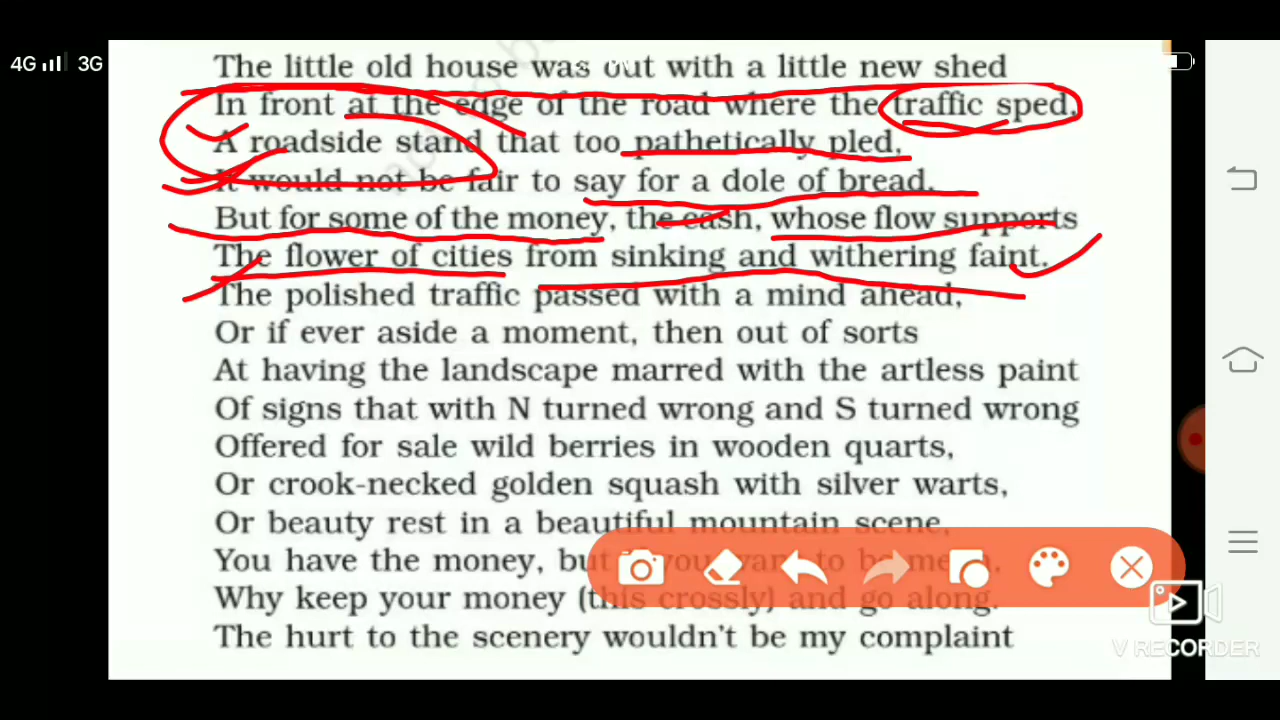 4G 3G
The little old house was out with a little new shed
In front at the edge of the road where the traffic sped,
A roadside stand that too pathetically pled,
It would not be fair to say for a dole of bread,
But for some of the money, the cash, whose flow supports
The flower of cities from sinking and withering faint.
The polished traffic passed with a mind ahead,
Or if ever aside a moment, then out of sorts
At having the landscape marred with the artless paint
Of signs that with N turned wrong and S turned wrong
Offered for sale wild berries in wooden quarts,
Or crook-necked golden squash with silver warts,
Or beauty rest in a beautiful mountain scene,
You have the money, but you want to be
Why keep your money (this crossly) and go along.
The hurt to the scenery wouldn't be my complaint
V RECORDER